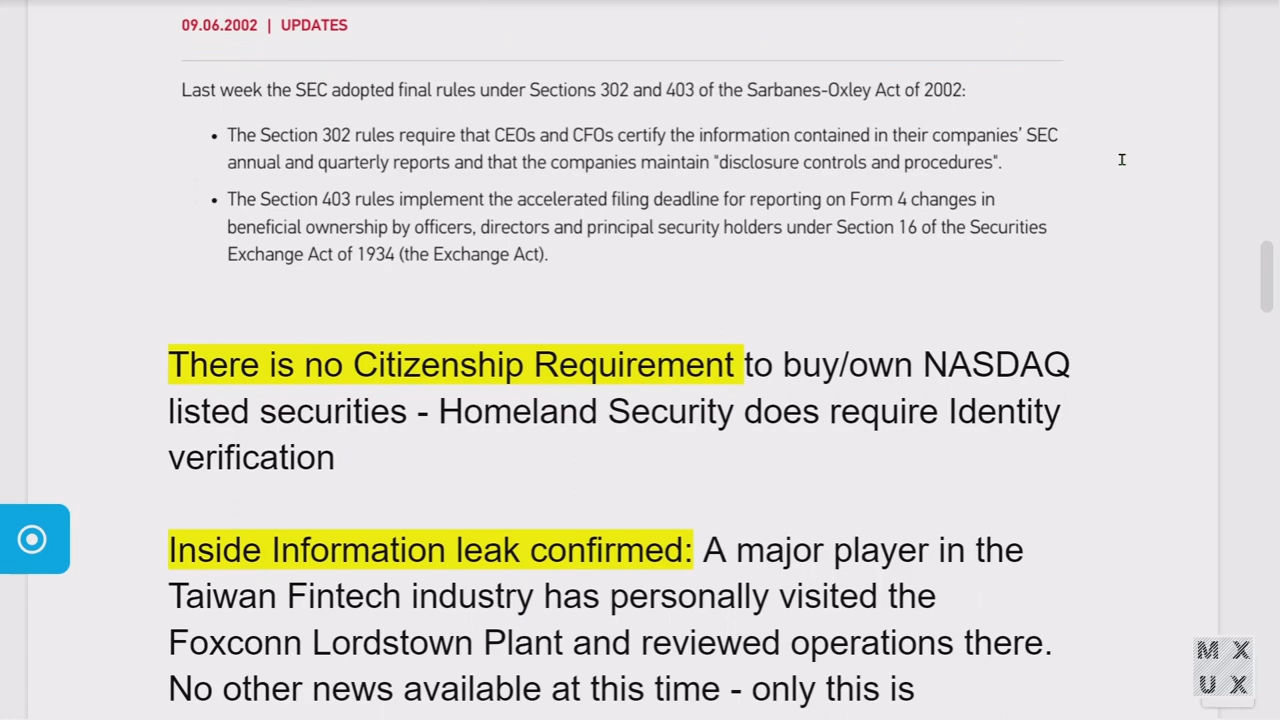 09.06.2002 | UPDATES
Last week the SEC adopted final rules under Sections 302 and 403 of the Sarbanes-Oxley Act of 2002:
• The Section 302 rules require that CEOs and CFOs certify the information contained in their companies’ SEC
annual and quarterly reports and that the companies maintain "disclosure controls and procedures".
• The Section 403 rules implement the accelerated filing deadline for reporting on Form 4 changes in
beneficial ownership by officers, directors and principal security holders under Section 16 of the Securities
Exchange Act of 1934 (the Exchange Act).
There is no Citizenship Requirement to buy/own NASDAQ
listed securities - Homeland Security does require Identity
verification
Inside Information leak confirmed: A major player in the
Taiwan Fintech industry has personally visited the
Foxconn Lordstown Plant and reviewed operations there.
No other news available at this time - only this is
M X
U X